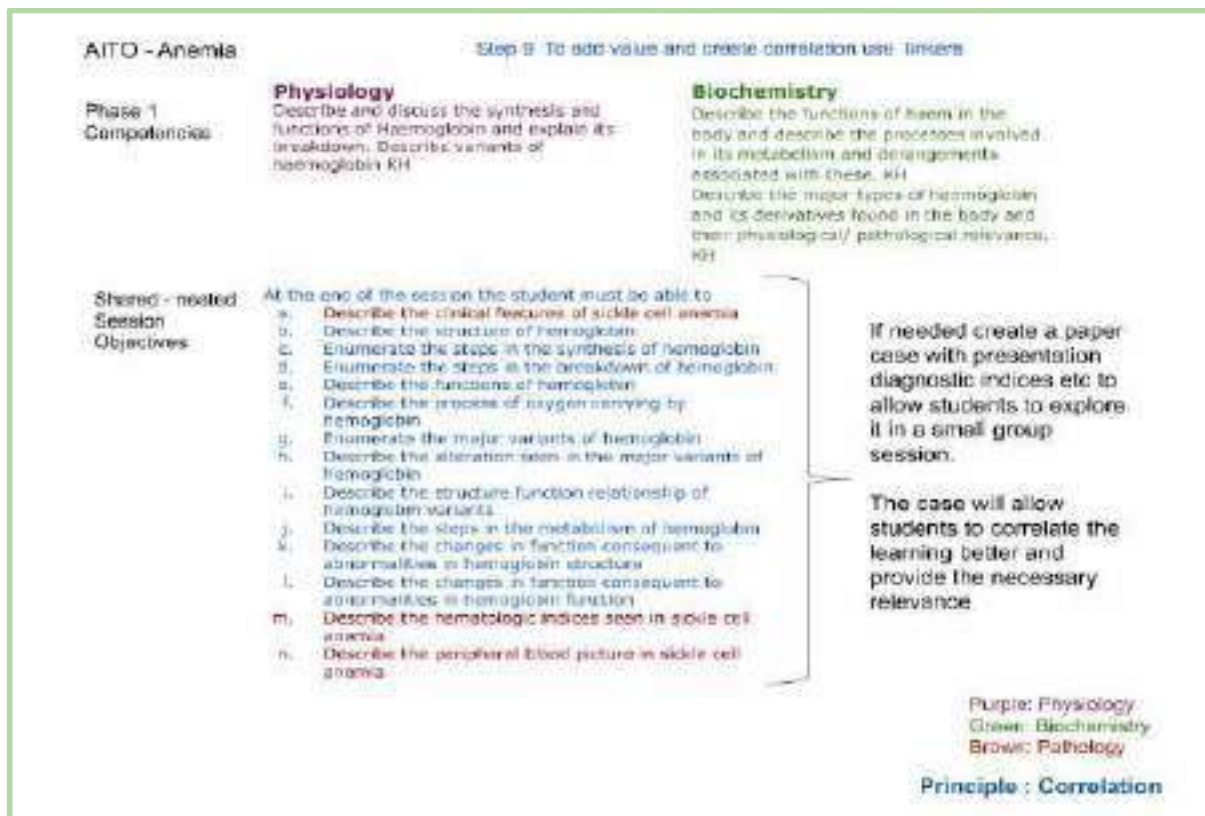 AITO - Anemia
Step 9 To add value and create correlation use linkers
Phase 1
Competencies
Physiology
Describe and discuss the synthesis and
functions of Haemoglobin and explain its
breakdown. Describe variants of
haemoglobin KH
Biochemistry
Describe the functions of haem in the
body and describe the processes involved
in its metabolism and derangements
associated with these. KH
Describe the major types of haemoglobin
and its derivatives found in the body and
their physiological/ pathological relevance.
KH
Shared - nested
Session
Objectives
At the end of the session the student must be able to
a. Describe the clinical features of sickle cell anemia
b. Describe the structure of hemoglobin
c. Enumerate the steps in the synthesis of hemoglobin
d. Enumerate the steps in the breakdown of hemoglobin
e. Describe the functions of hemoglobin
f. Describe the process of oxygen carrying by
hemoglobin
g. Enumerate the major variants of hemoglobin
h. Describe the alteration seen in the major variants of
hemoglobin
i. Describe the structure function relationship of
hemoglobin variants
j. Describe the steps in the metabolism of hemoglobin
k. Describe the changes in function consequent to
abnormalities in hemoglobin structure
l. Describe the changes in function consequent to
abnormalities in hemoglobin function
m. Describe the hematologic indices seen in sickle cell
anemia
n. Describe the peripheral blood picture in sickle cell
anemia
If needed create a paper
case with presentation
diagnostic indices etc to
allow students to explore
it in a small group
session.
The case will allow
students to correlate the
learning better and
provide the necessary
relevance
Purple: Physiology
Green: Biochemistry
Brown: Pathology
Principle : Correlation